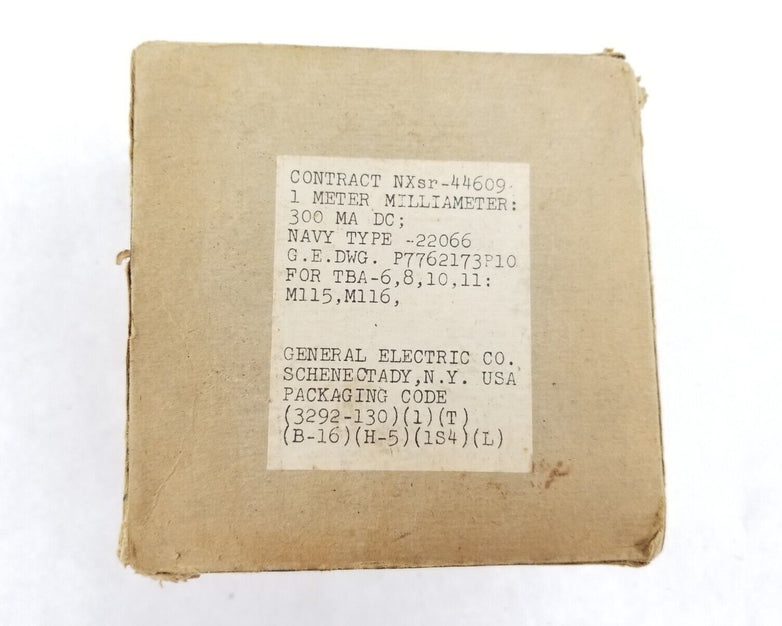 CONTRACT NXsr-44609
1 METER MILLIAMETER:
300 MA DC;
NAVY TYPE -22066
G.E.DWG. P7762173P10
FOR TBA-6,8,10,11:
M115,M116,
GENERAL ELECTRIC CO.
SCHENECTADY,N.Y. USA
PACKAGING CODE
(3292-130)(1)(T)
(B-16)(H-5)(1S4)(L)